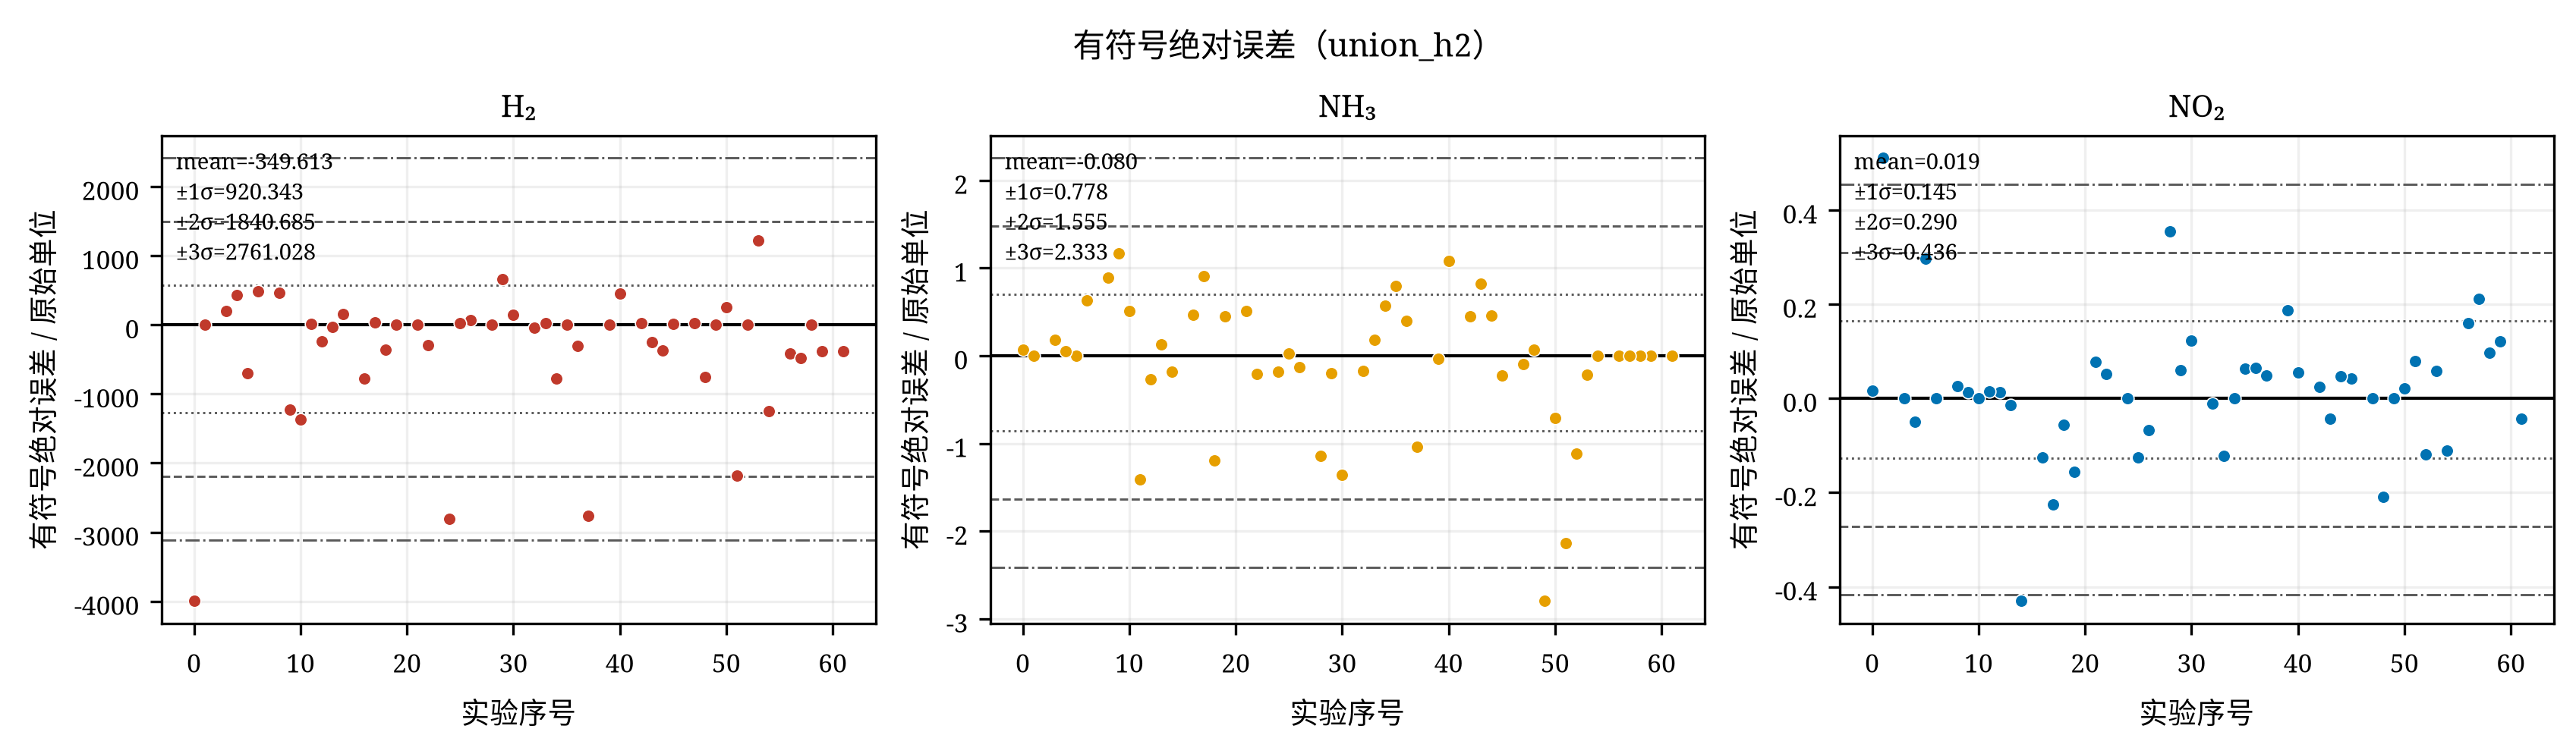 有符号绝对误差（union_h2）
H₂
mean=-349.613
±1σ=920.343
±2σ=1840.685
±3σ=2761.028
2000
1000
0
-1000
-2000
-3000
-4000
有符号绝对误差 / 原始单位
0 10 20 30 40 50 60
实验序号
NH₃
mean=-0.080
±1σ=0.778
±2σ=1.555
±3σ=2.333
2
1
0
-1
-2
-3
有符号绝对误差 / 原始单位
0 10 20 30 40 50 60
实验序号
NO₂
mean=0.019
±1σ=0.145
±2σ=0.290
±3σ=0.436
0.4
0.2
0.0
-0.2
-0.4
有符号绝对误差 / 原始单位
0 10 20 30 40 50 60
实验序号